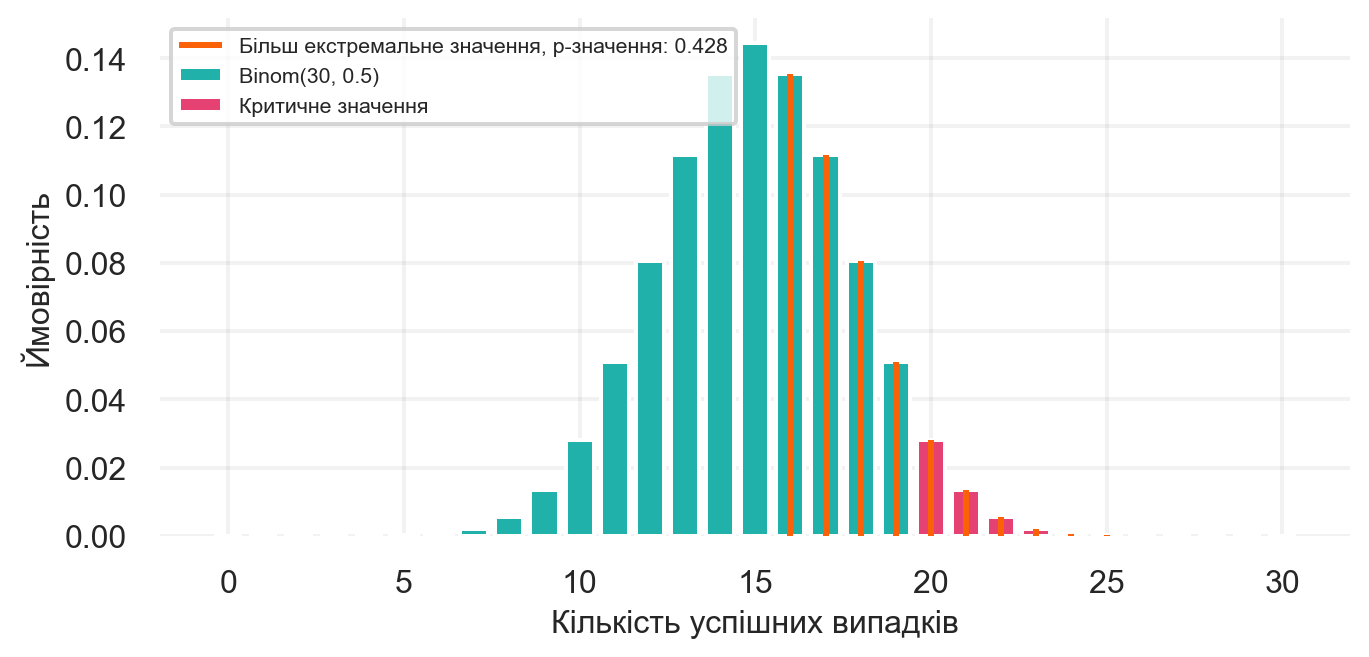 Більш екстремальне значення, p-значення: 0.428
Binom(30, 0.5)
Критичне значення
0.14
0.12
0.10
0.08
0.06
0.04
0.02
0.00
Ймовірність
0 5 10 15 20 25 30
Кількість успішних випадків